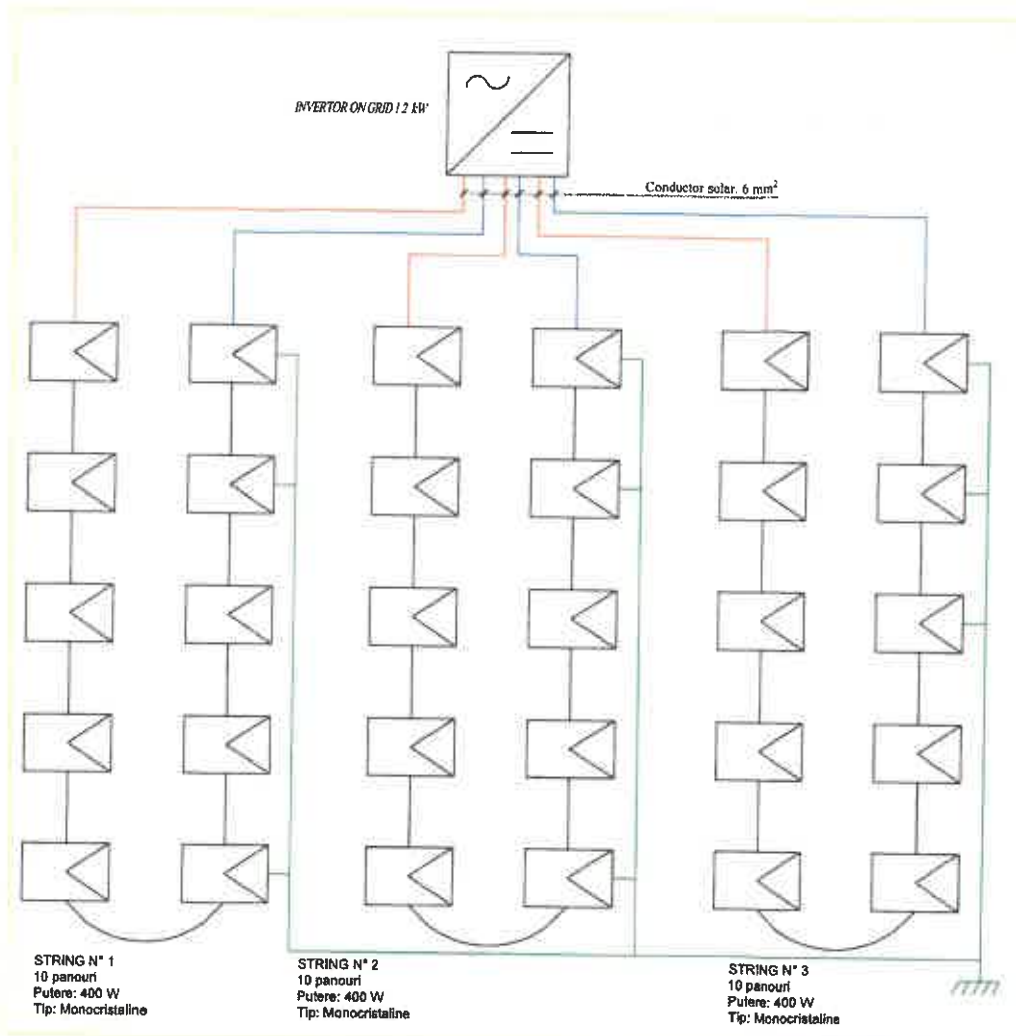 INVERTOR ON GRID 12 kW
Conductor solar. 6 mm²
STRING N° 1
10 panouri
Putere: 400 W
Tip: Monocristaline
STRING N° 2
10 panouri
Putere: 400 W
Tip: Monocristaline
STRING N° 3
10 panouri
Putere: 400 W
Tip: Monocristaline